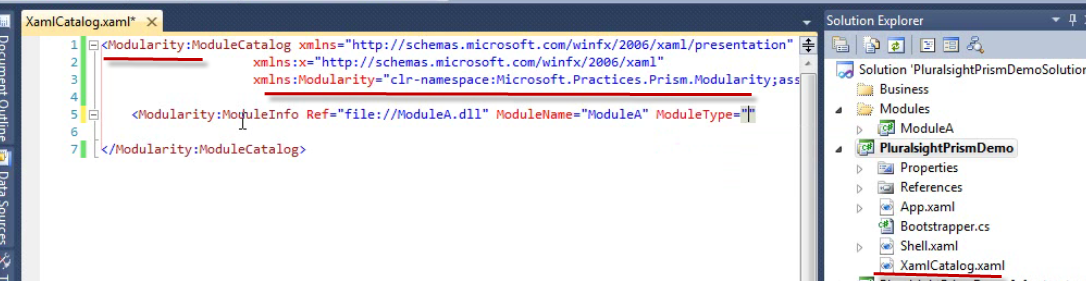 XamlCatalog.xaml*
Solution Explorer
Document Outline
Data Sources
1 <Modularity:ModuleCatalog xmlns="http://schemas.microsoft.com/winfx/2006/xaml/presentation"
2 xmlns:x="http://schemas.microsoft.com/winfx/2006/xaml"
3 xmlns:Modularity="clr-namespace:Microsoft.Practices.Prism.Modularity;ass
4
5 <Modularity:ModuleInfo Ref="file://ModuleA.dll" ModuleName="ModuleA" ModuleType=""
6
7 </Modularity:ModuleCatalog>
Solution 'PluralsightPrismDemoSolution
Business
Modules
ModuleA
PluralsightPrismDemo
Properties
References
App.xaml
Bootstrapper.cs
Shell.xaml
XamlCatalog.xaml